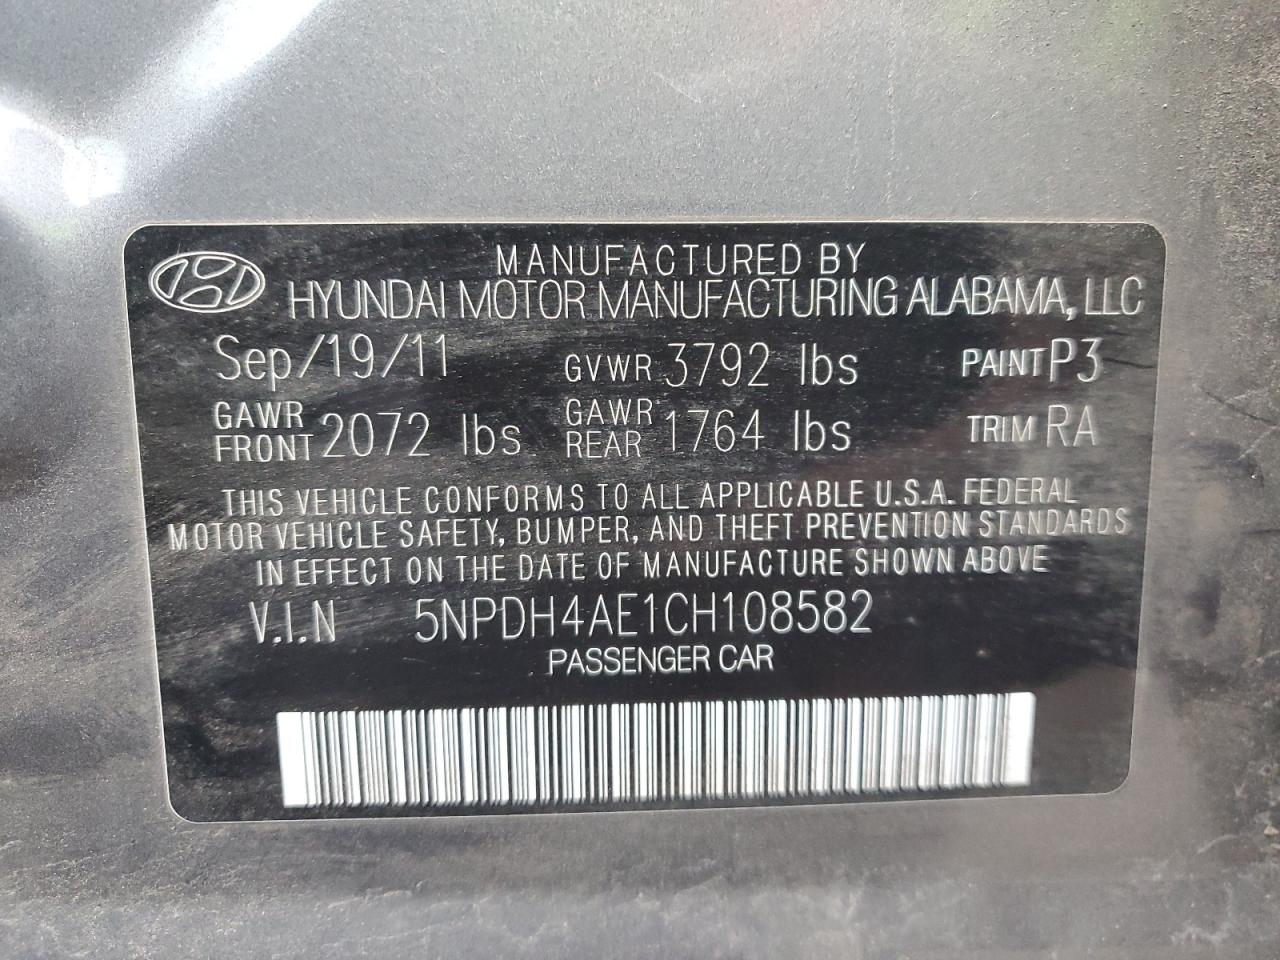 MANUFACTURED BY
HYUNDAI MOTOR MANUFACTURING ALABAMA, LLC
Sep/19/11 GVWR 3792 lbs PAINT P3
GAWR FRONT 2072 lbs GAWR REAR 1764 lbs TRIM RA
THIS VEHICLE CONFORMS TO ALL APPLICABLE U.S.A. FEDERAL
MOTOR VEHICLE SAFETY, BUMPER, AND THEFT PREVENTION STANDARDS
IN EFFECT ON THE DATE OF MANUFACTURE SHOWN ABOVE
V.I.N 5NPDH4AE1CH108582
PASSENGER CAR